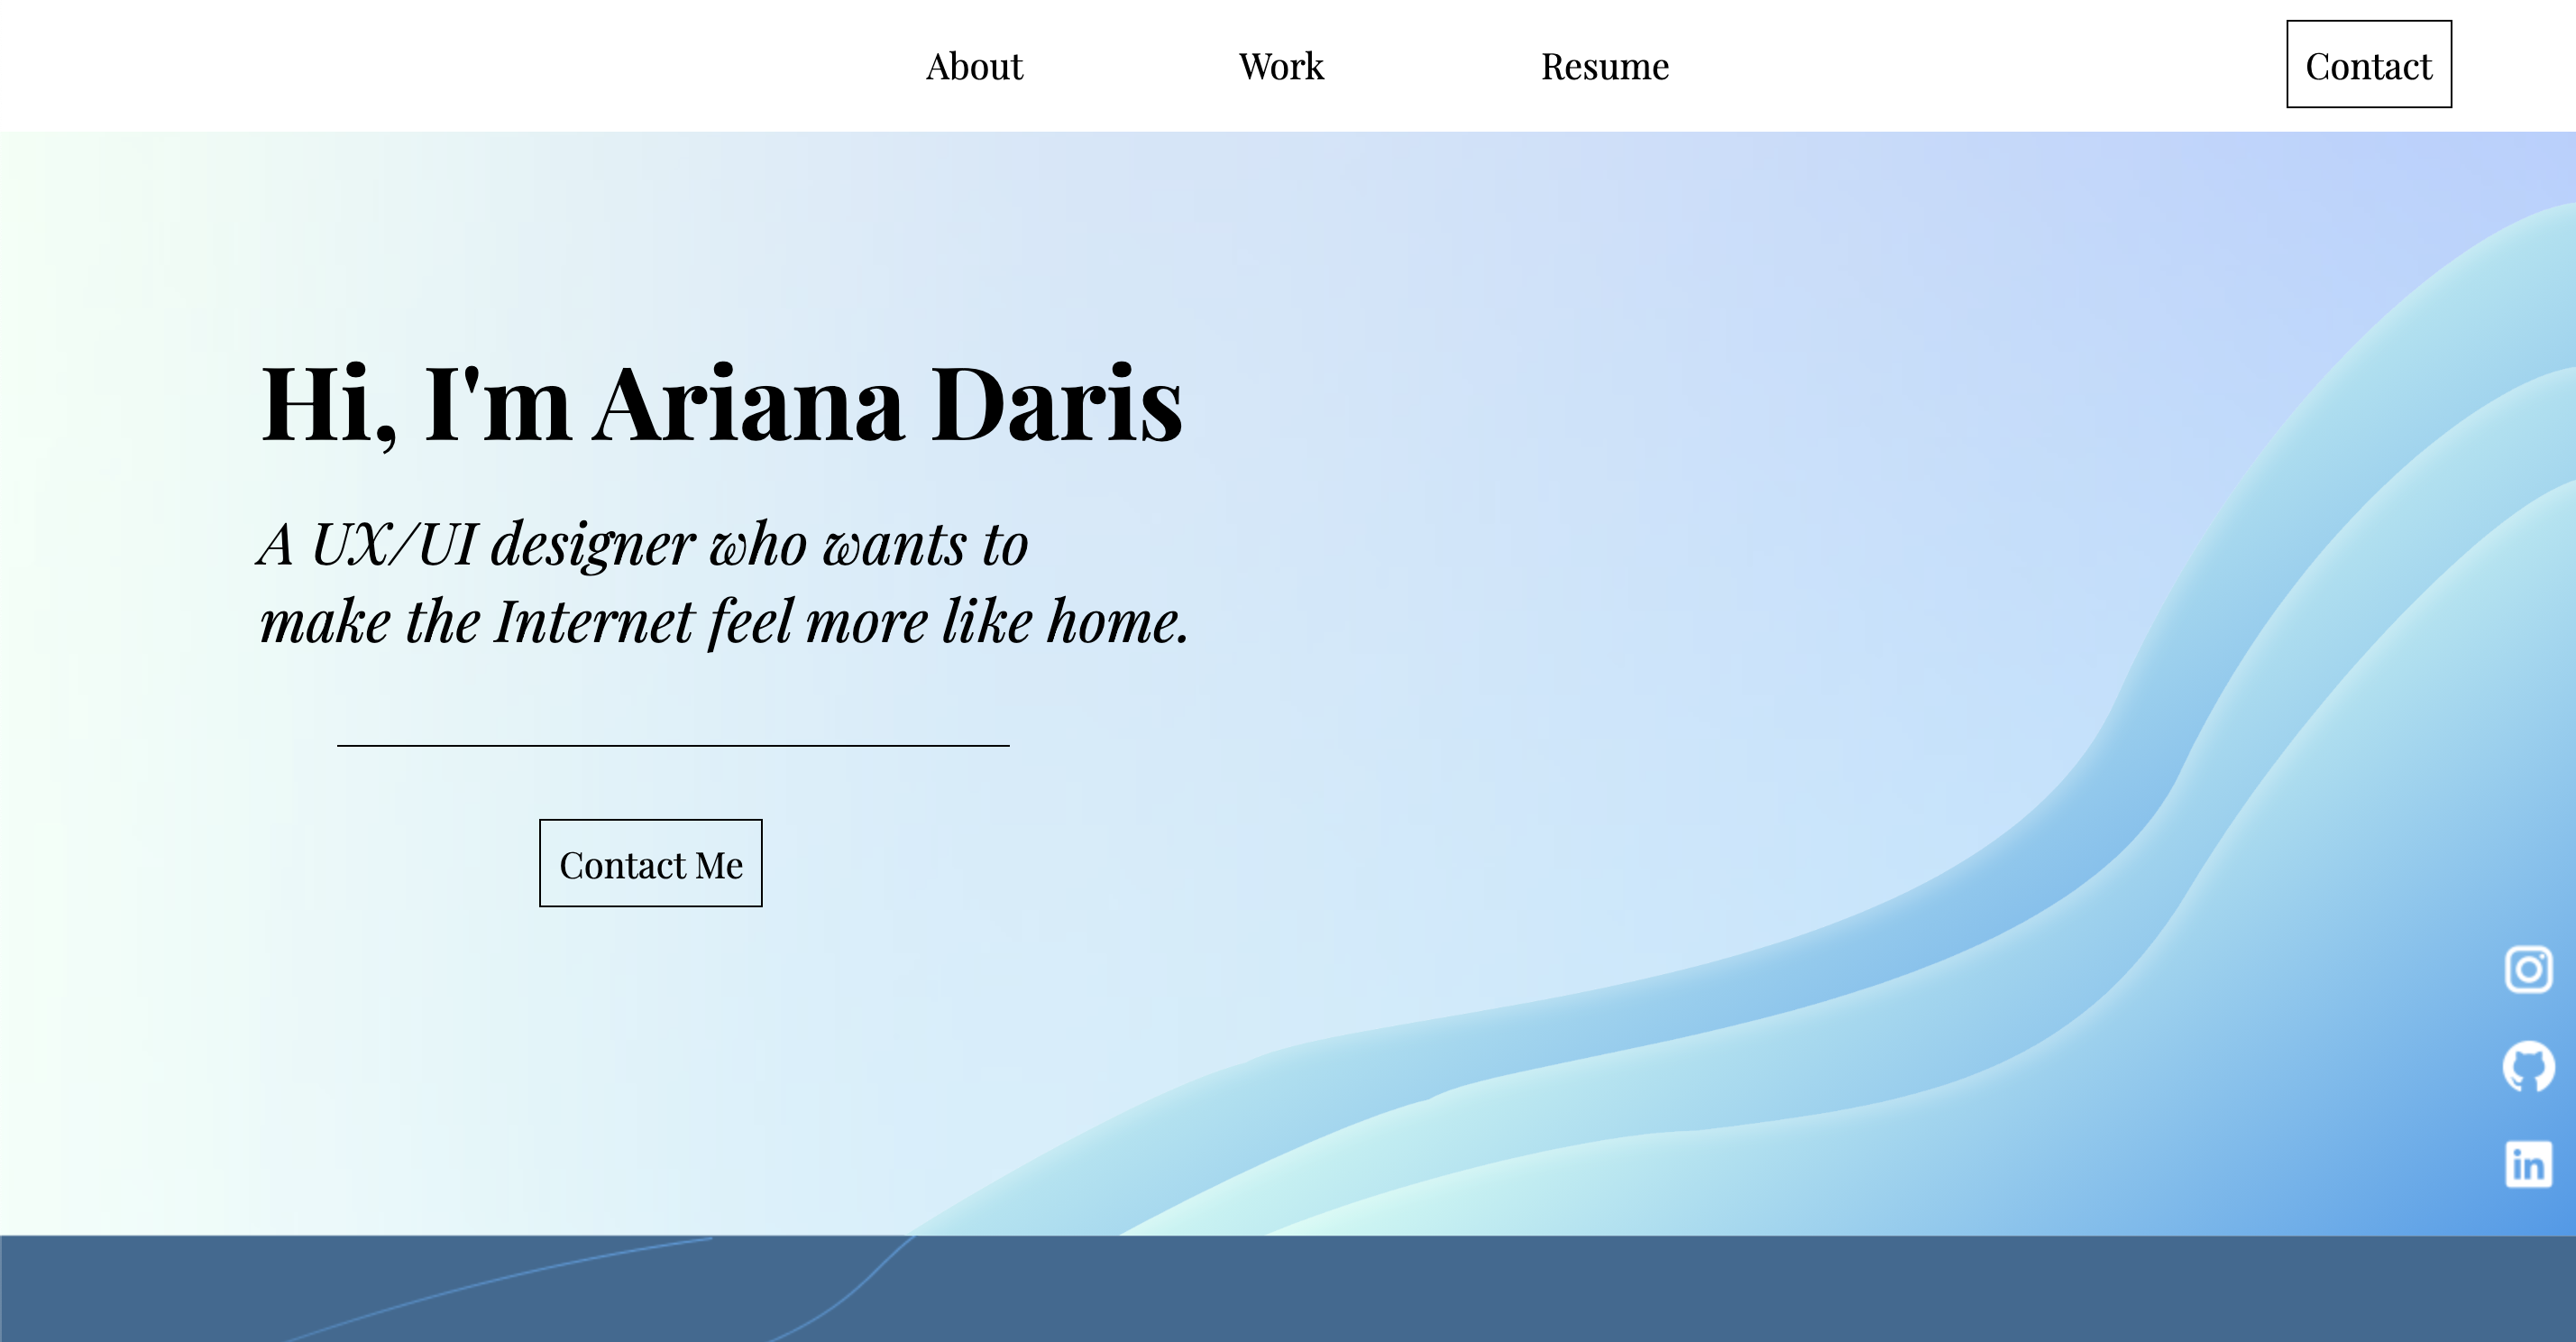 About
Work
Resume
Contact
Hi, I'm Ariana Daris
A UX/UI designer who wants to
make the Internet feel more like home.
Contact Me
in